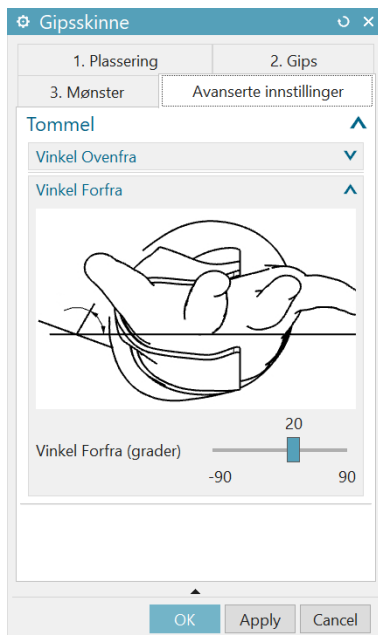 Gipsskinne
1. Plassering
2. Gips
3. Mønster
Avanserte innstillinger
Tommel
Vinkel Ovenfra
Vinkel Forfra
20
Vinkel Forfra (grader)
-90
90
OK
Apply
Cancel